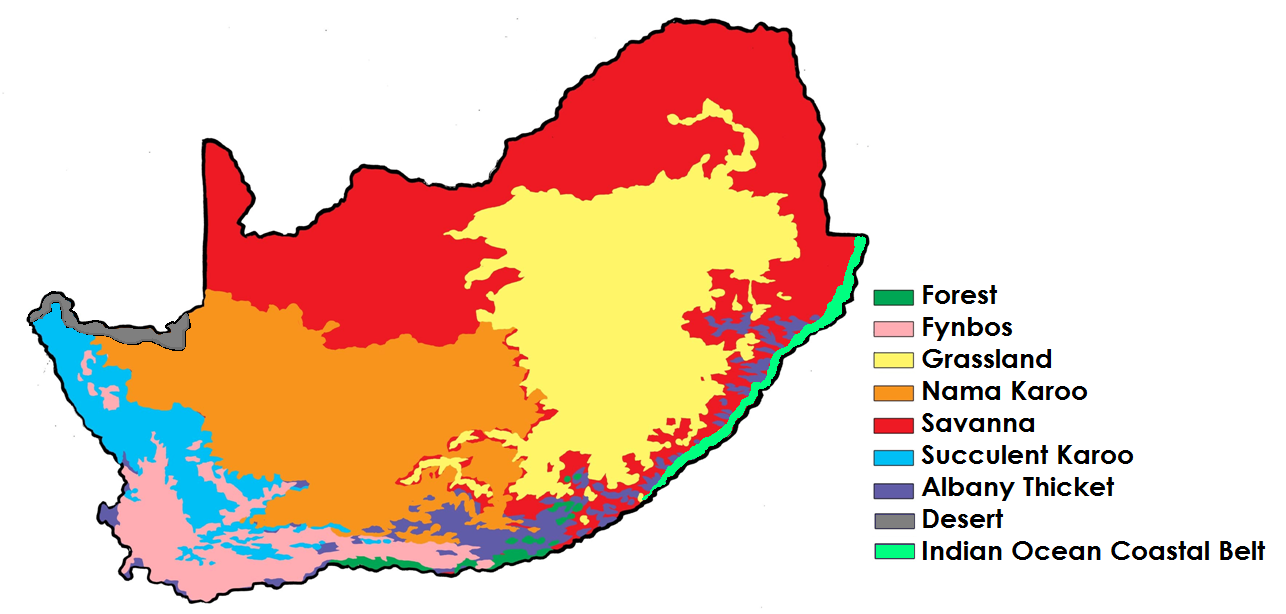 Forest
Fynbos
Grassland
Nama Karoo
Savanna
Succulent Karoo
Albany Thicket
Desert
Indian Ocean Coastal Belt